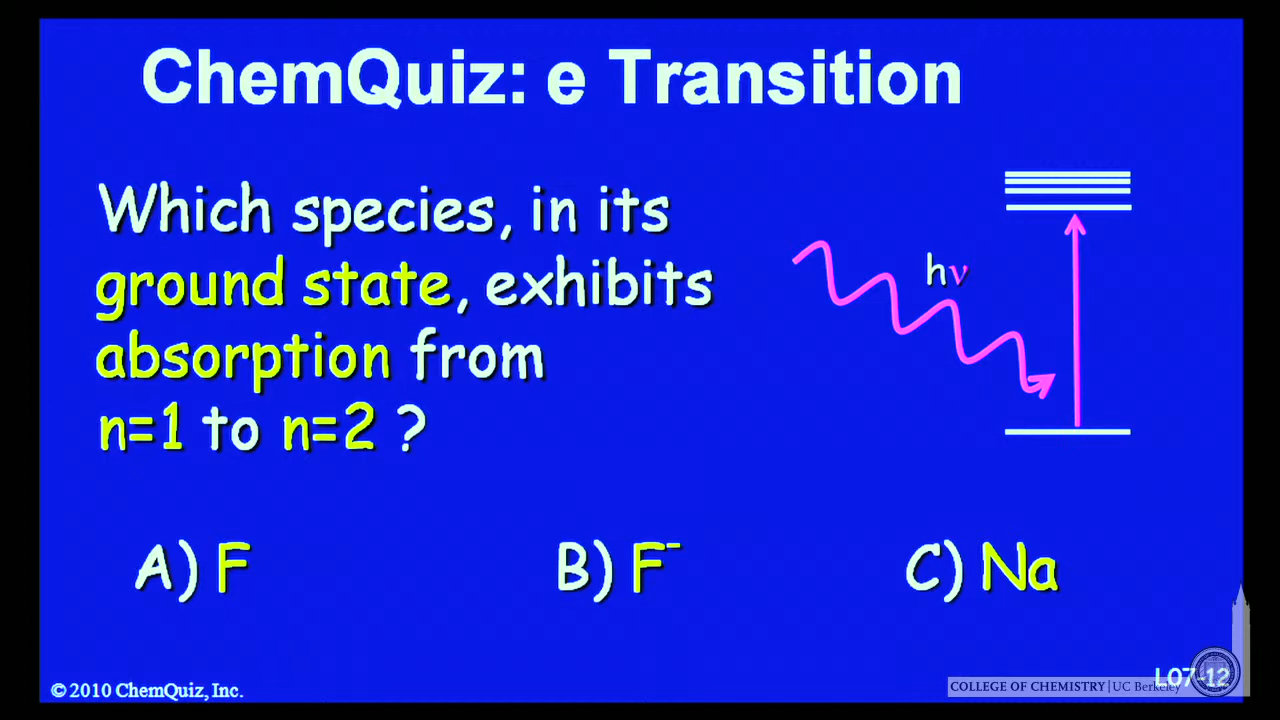 ChemQuiz: e Transition
Which species, in its
ground state, exhibits
absorption from
n=1 to n=2 ?
hν
A) F
B) F⁻
C) Na
© 2010 ChemQuiz, Inc.
L07-12
COLLEGE OF CHEMISTRY | UC Berkeley